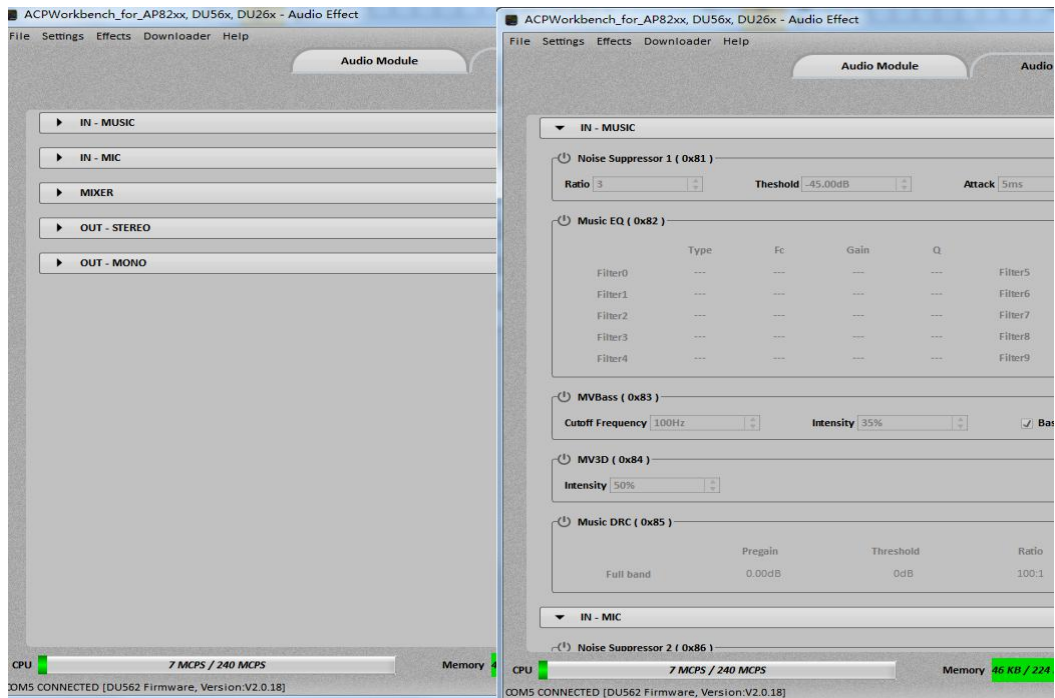 ACPWorkbench_for_AP82xx, DU56x, DU26x - Audio Effect
File Settings Effects Downloader Help
Audio Module
IN - MUSIC
IN - MIC
MIXER
OUT - STEREO
OUT - MONO
CPU 7 MCPS / 240 MCPS Memory 4
COM5 CONNECTED [DU562 Firmware, Version:V2.0.18]
ACPWorkbench_for_AP82xx, DU56x, DU26x - Audio Effect
File Settings Effects Downloader Help
Audio Module Audio
IN - MUSIC
Noise Suppressor 1 ( 0x81 )
Ratio 3 Theshold -45.00dB Attack 5ms
Music EQ ( 0x82 )
Type Fc Gain Q
Filter0 --- --- --- --- Filter5
Filter1 --- --- --- --- Filter6
Filter2 --- --- --- --- Filter7
Filter3 --- --- --- --- Filter8
Filter4 --- --- --- --- Filter9
MVBass ( 0x83 )
Cutoff Frequency 100Hz Intensity 35% Bas
MV3D ( 0x84 )
Intensity 50%
Music DRC ( 0x85 )
Pregain Threshold Ratio
Full band 0.00dB 0dB 100:1
IN - MIC
Noise Suppressor 2 ( 0x86 )
CPU 7 MCPS / 240 MCPS Memory 46 KB / 224
COM5 CONNECTED [DU562 Firmware, Version:V2.0.18]